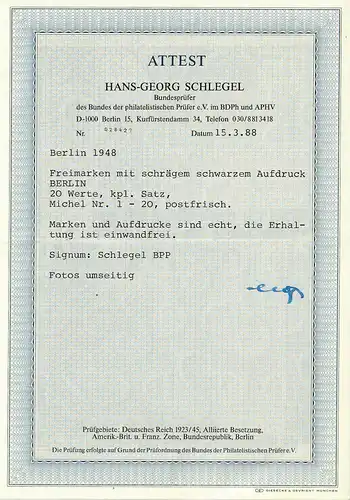 ATTEST
HANS-GEORG SCHLEGEL
Bundesprüfer
des Bundes der philatelistischen Prüfer e.V. im BDPh und APHV
D-1000 Berlin 15, Kurfürstendamm 34, Telefon 030/8813418
Nr. Datum 15.3.88
Berlin 1948
Freimarken mit schrägem schwarzem Aufdruck
BERLIN
20 Werte, kpl. Satz,
Michel Nr. 1 - 20, postfrisch.
Marken und Aufdrucke sind echt, die Erhal-
tung ist einwandfrei.
Signum: Schlegel BPP
Fotos umseitig
Prüfgebiete: Deutsches Reich 1923/45, Alliierte Besetzung,
Amerik.-Brit. u. Franz. Zone, Bundesrepublik, Berlin
Die Prüfung erfolgte auf Grund der Prüfordnung des Bundes der Philatelistischen Prüfer e.V.
GIESECKE & DEVRIENT MÜNCHEN